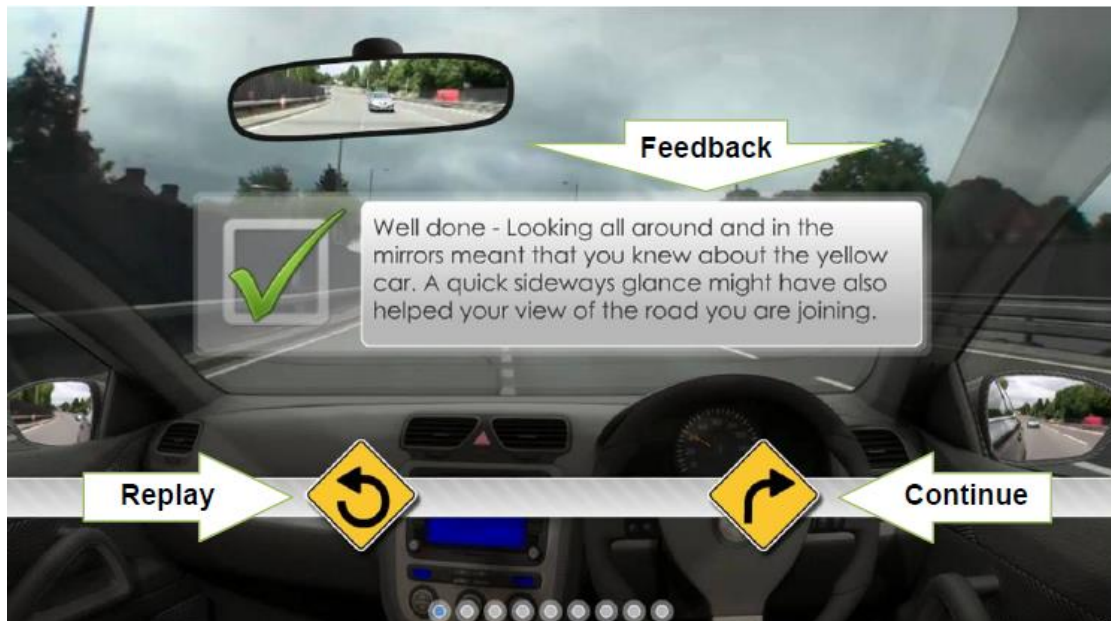 Feedback
Well done - Looking all around and in the
mirrors meant that you knew about the yellow
car. A quick sideways glance might have also
helped your view of the road you are joining.
Replay
Continue